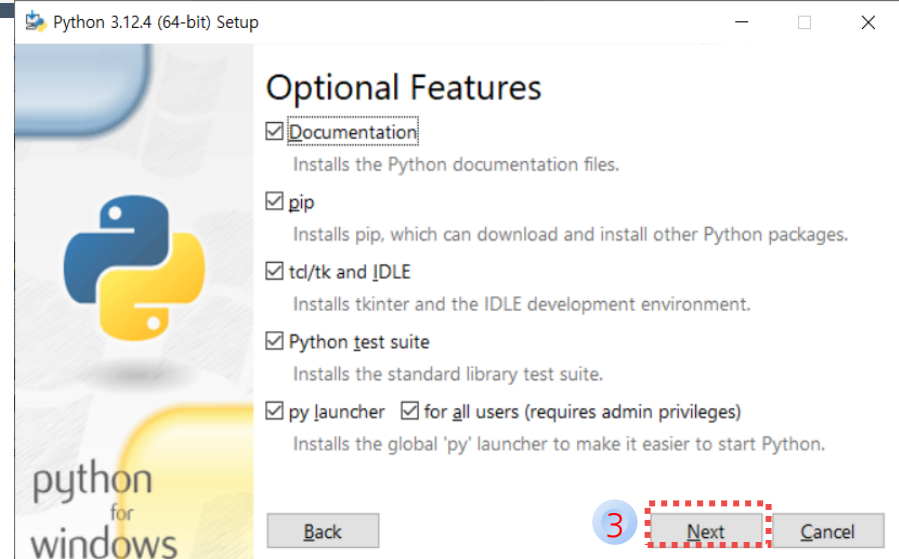 Python 3.12.4 (64-bit) Setup
Optional Features
Documentation
Installs the Python documentation files.
pip
Installs pip, which can download and install other Python packages.
tcl/tk and IDLE
Installs tkinter and the IDLE development environment.
Python test suite
Installs the standard library test suite.
py launcher for all users (requires admin privileges)
Installs the global 'py' launcher to make it easier to start Python.
python
for
windows
Back 3 Next Cancel